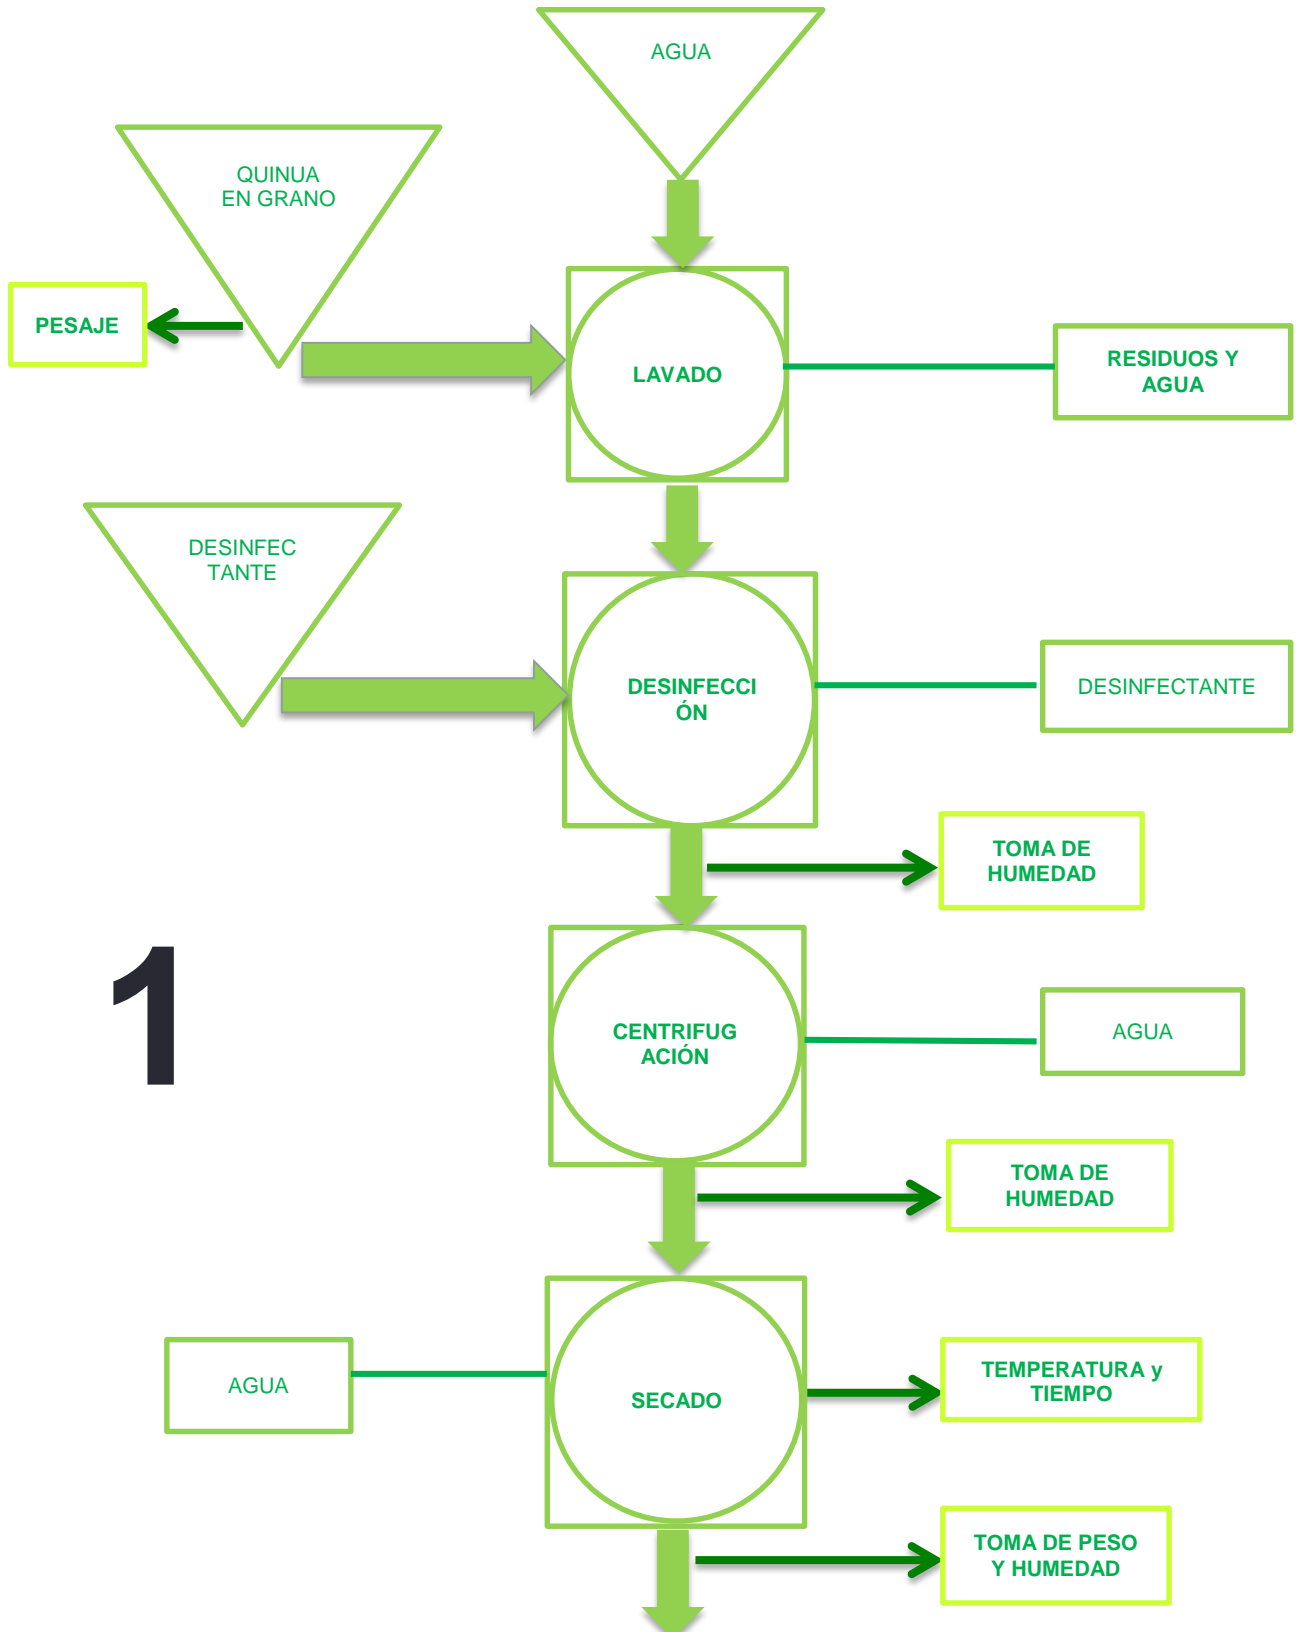 AGUA
QUINUA
EN GRANO
PESAJE
LAVADO
RESIDUOS Y
AGUA
DESINFEC
TANTE
DESINFECCI
ÓN
DESINFECTANTE
TOMA DE
HUMEDAD
1
CENTRIFUG
ACIÓN
AGUA
TOMA DE
HUMEDAD
AGUA
SECADO
TEMPERATURA y
TIEMPO
TOMA DE PESO
Y HUMEDAD